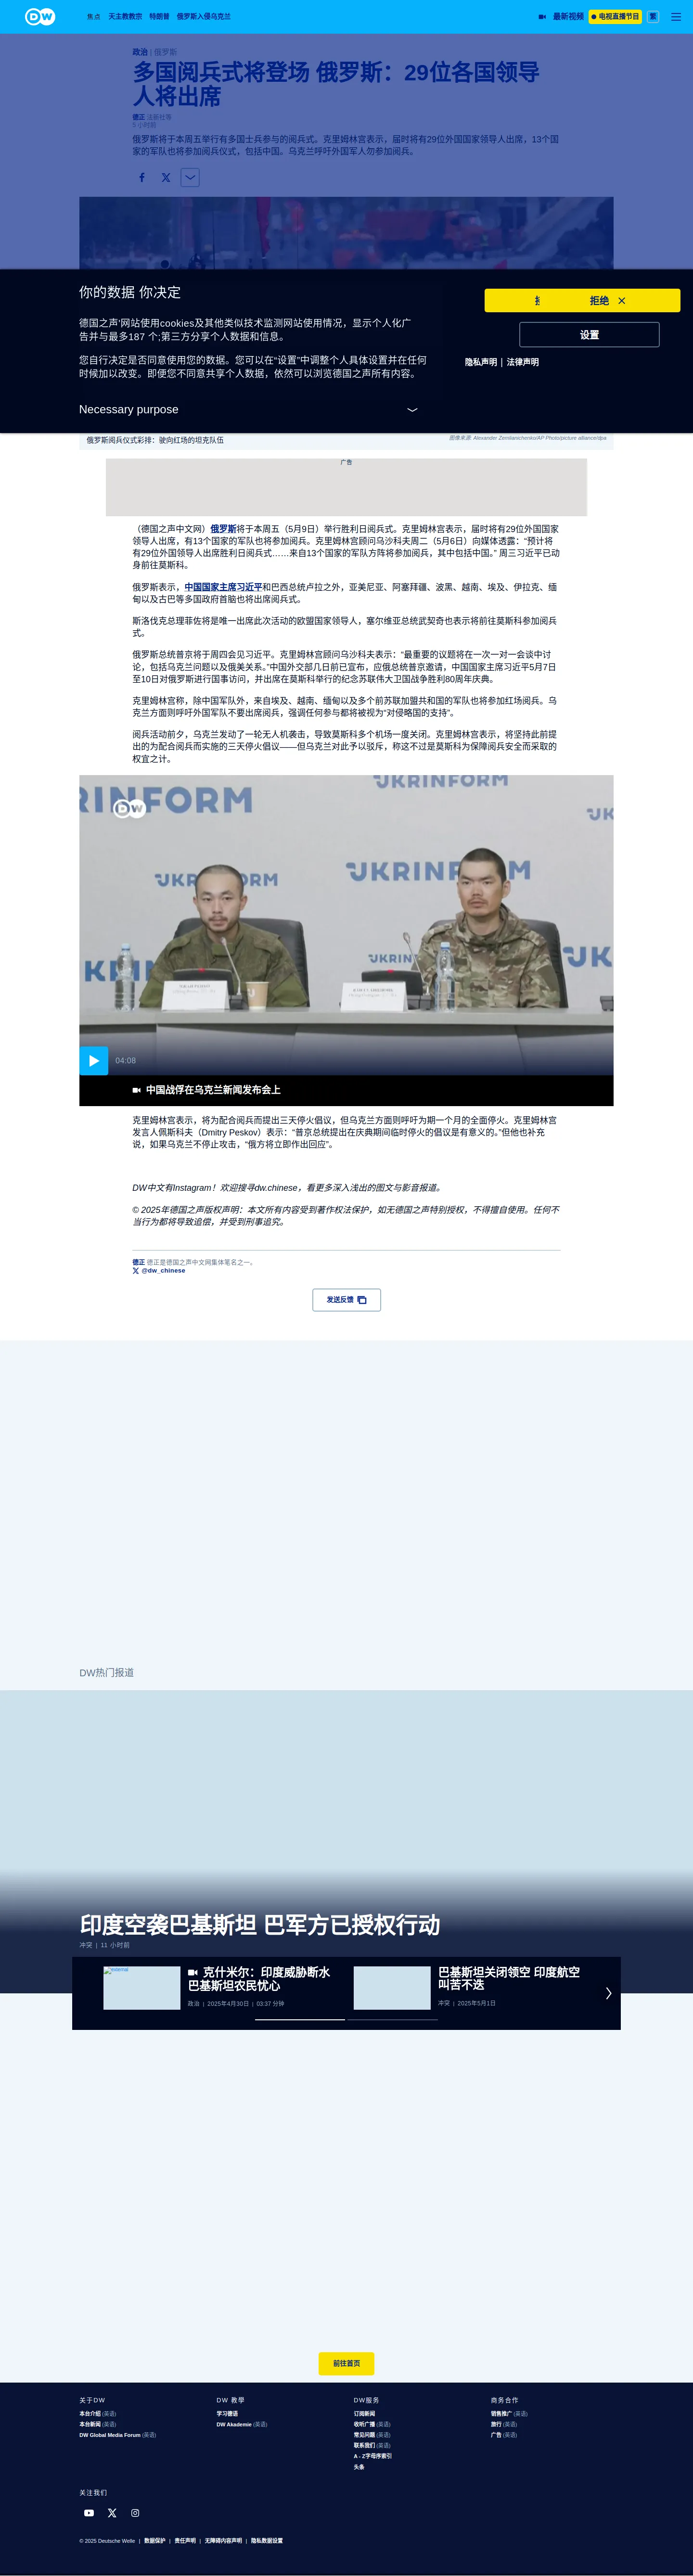 DW
焦点
天主教教宗
特朗普
俄罗斯入侵乌克兰
最新视频
电视直播节目
繁
政治 | 俄罗斯
多国阅兵式将登场 俄罗斯：29位各国领导
人将出席
德正 法新社等
9 小时前
俄罗斯将于本周五举行有多国士兵参与的阅兵式。克里姆林宫表示，届时将有29位外国国家领导人出席，13个国
家的军队也将参加阅兵仪式，包括中国。乌克兰呼吁外国军人勿参加阅兵。
你的数据 你决定
德国之声'网站使用cookies及其他类似技术监测网站使用情况，显示个人化广
告并与最多187 个;第三方分享个人数据和信息。
您自行决定是否同意使用您的数据。您可以在“设置”中调整个人具体设置并在任何
时候加以改变。即便您不同意共享个人数据，依然可以浏览德国之声所有内容。
Necessary purpose
拒绝
设置
隐私声明 | 法律声明
俄罗斯阅兵仪式彩排：驶向红场的坦克队伍
图像来源: Alexander Zemlianichenko/AP Photo/picture alliance/dpa
广告
（德国之声中文网）俄罗斯将于本周五（5月9日）举行胜利日阅兵式。克里姆林宫表示，届时将有29位外国国家
领导人出席，有13个国家的军队也将参加阅兵。克里姆林宫顾问乌沙科夫周二（5月6日）向媒体透露：“预计将
有29位外国领导人出席胜利日阅兵式……来自13个国家的军队方阵将参加阅兵，其中包括中国。” 周三习近平已动
身前往莫斯科。
俄罗斯表示，中国国家主席习近平和巴西总统卢拉之外，亚美尼亚、阿塞拜疆、波黑、越南、埃及、伊拉克、缅
甸以及古巴等多国政府首脑也将出席阅兵式。
斯洛伐克总理菲佐将是唯一出席此次活动的欧盟国家领导人，塞尔维亚总统武契奇也表示将前往莫斯科参加阅兵
式。
俄罗斯总统普京将于周四会见习近平。克里姆林宫顾问乌沙科夫表示：“最重要的议题将在一次一对一会谈中讨
论，包括乌克兰问题以及俄美关系。”中国外交部几日前已宣布，应俄总统普京邀请，中国国家主席习近平5月7日
至10日对俄罗斯进行国事访问，并出席在莫斯科举行的纪念苏联伟大卫国战争胜利80周年庆典。
克里姆林宫称，除中国军队外，来自埃及、越南、缅甸以及多个前苏联加盟共和国的军队也将参加红场阅兵。乌
克兰方面则呼吁外国军队不要出席阅兵，强调任何参与都将被视为“对侵略国的支持”。
阅兵活动前夕，乌克兰发动了一轮无人机袭击，导致莫斯科多个机场一度关闭。克里姆林宫表示，将坚持此前提
出的为配合阅兵而实施的三天停火倡议——但乌克兰对此予以驳斥，称这不过是莫斯科为保障阅兵安全而采取的
权宜之计。
DW
UKRINFORM
04:08
中国战俘在乌克兰新闻发布会上
克里姆林宫表示，将为配合阅兵而提出三天停火倡议，但乌克兰方面则呼吁为期一个月的全面停火。克里姆林宫
发言人佩斯科夫（Dmitry Peskov）表示：“普京总统提出在庆典期间临时停火的倡议是有意义的。”但他也补充
说，如果乌克兰不停止攻击，“俄方将立即作出回应”。
DW中文有Instagram！欢迎搜寻dw.chinese，看更多深入浅出的图文与影音报道。
© 2025年德国之声版权声明：本文所有内容受到著作权法保护，如无德国之声特别授权，不得擅自使用。任何不
当行为都将导致追偿，并受到刑事追究。
德正 德正是德国之声中文网集体笔名之一。
@dw_chinese
发送反馈
DW热门报道
印度空袭巴基斯坦 巴军方已授权行动
冲突 | 11 小时前
克什米尔：印度威胁断水
巴基斯坦农民忧心
政治 | 2025年4月30日 | 03:37 分钟
巴基斯坦关闭领空 印度航空
叫苦不迭
冲突 | 2025年5月1日
前往首页
关于DW
本台介绍 (英语)
本台新闻 (英语)
DW Global Media Forum (英语)
DW 教學
学习德语
DW Akademie (英语)
DW服务
订阅新闻
收听广播 (英语)
常见问题 (英语)
联系我们 (英语)
A - Z字母序索引
头条
商务合作
销售推广 (英语)
旅行 (英语)
广告 (英语)
关注我们
© 2025 Deutsche Welle | 数据保护 | 责任声明 | 无障碍内容声明 | 隐私数据设置